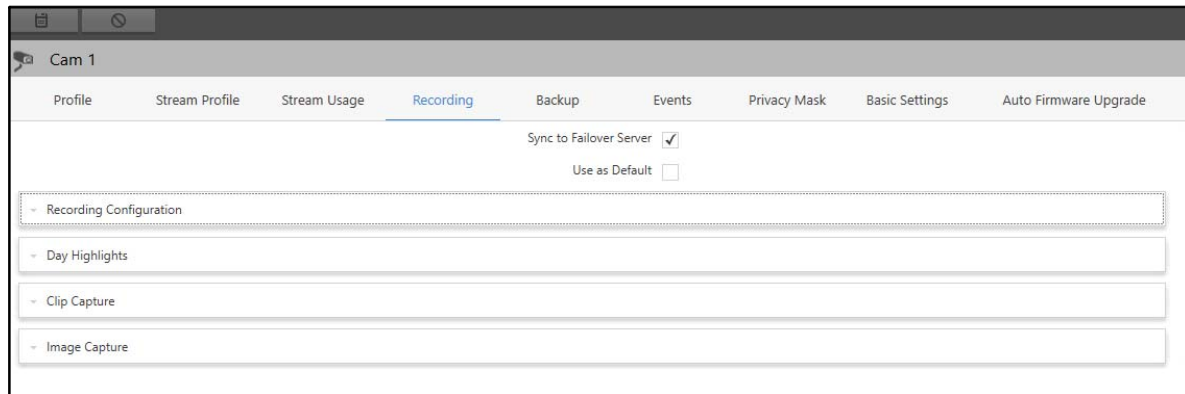 Cam 1
Profile Stream Profile Stream Usage Recording Backup Events Privacy Mask Basic Settings Auto Firmware Upgrade
Sync to Failover Server
Use as Default
Recording Configuration
Day Highlights
Clip Capture
Image Capture